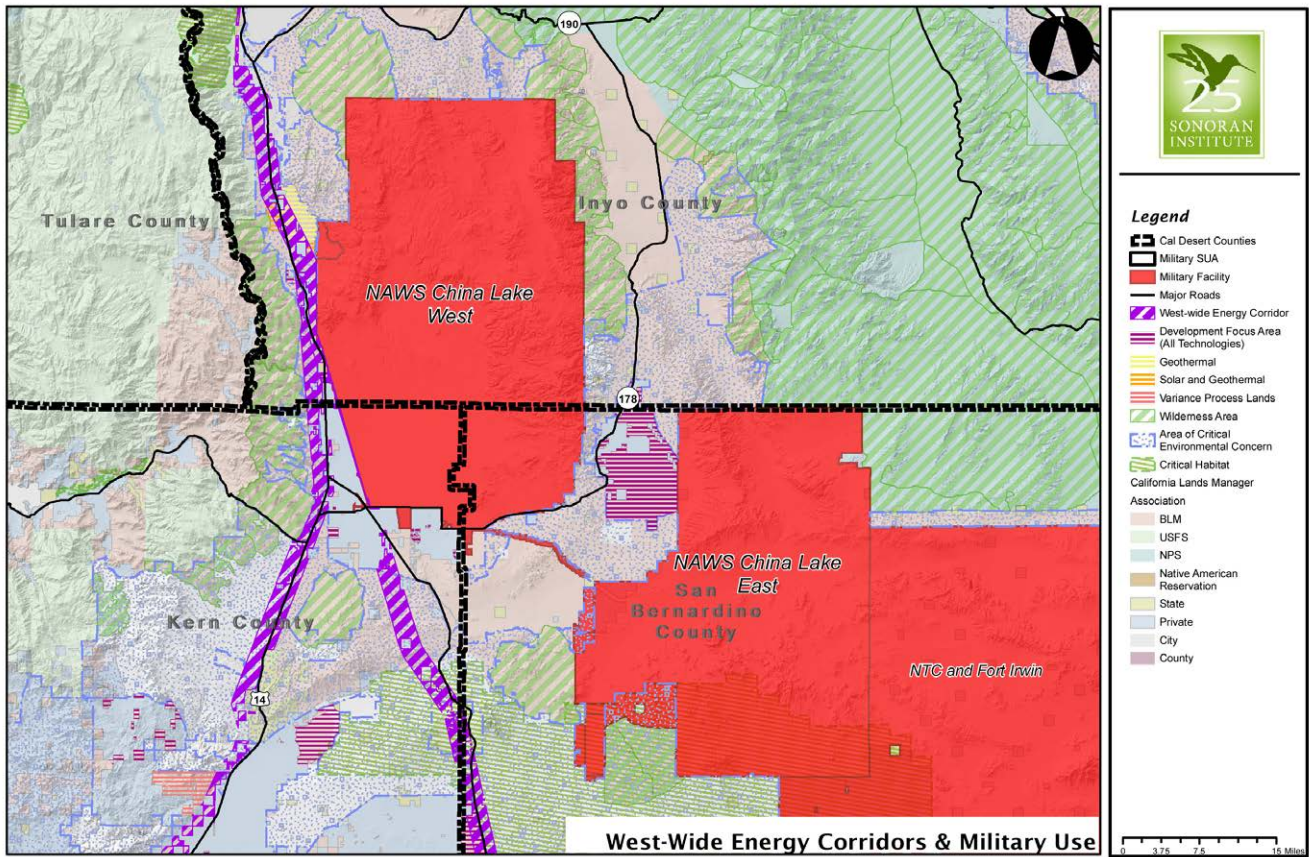 190
Tulare County
Inyo County
NAWS China Lake
West
178
NAWS China Lake
East
San
Bernardino
County
Kern County
NTC and Fort Irwin
14
West-Wide Energy Corridors & Military Use
25
SONORAN
INSTITUTE
Legend
Cal Desert Counties
Military SUA
Military Facility
Major Roads
West-wide Energy Corridor
Development Focus Area
(All Technologies)
Geothermal
Solar and Geothermal
Variance Process Lands
Wilderness Area
Area of Critical
Environmental Concern
Critical Habitat
California Lands Manager
Association
BLM
USFS
NPS
Native American
Reservation
State
Private
City
County
0 3.75 7.5 15 Miles